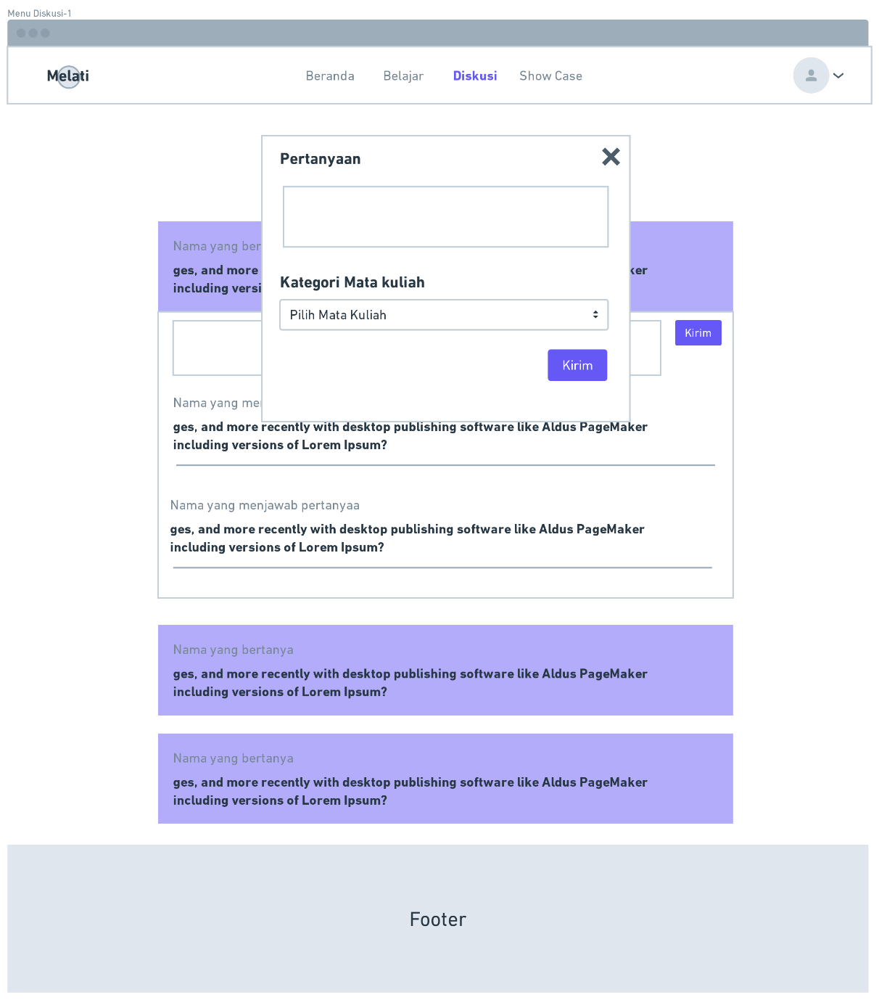 Menu Diskusi-1
Melati
Beranda
Belajar
Diskusi
Show Case
Pertanyaan
Kategori Mata kuliah
Pilih Mata Kuliah
Kirim
Nama yang ber
ges, and more
ker
including versi
Kirim
Nama yang me
ges, and more recently with desktop publishing software like Aldus PageMaker
including versions of Lorem Ipsum?
Nama yang menjawab pertanyaa
ges, and more recently with desktop publishing software like Aldus PageMaker
including versions of Lorem Ipsum?
Nama yang bertanya
ges, and more recently with desktop publishing software like Aldus PageMaker
including versions of Lorem Ipsum?
Nama yang bertanya
ges, and more recently with desktop publishing software like Aldus PageMaker
including versions of Lorem Ipsum?
Footer